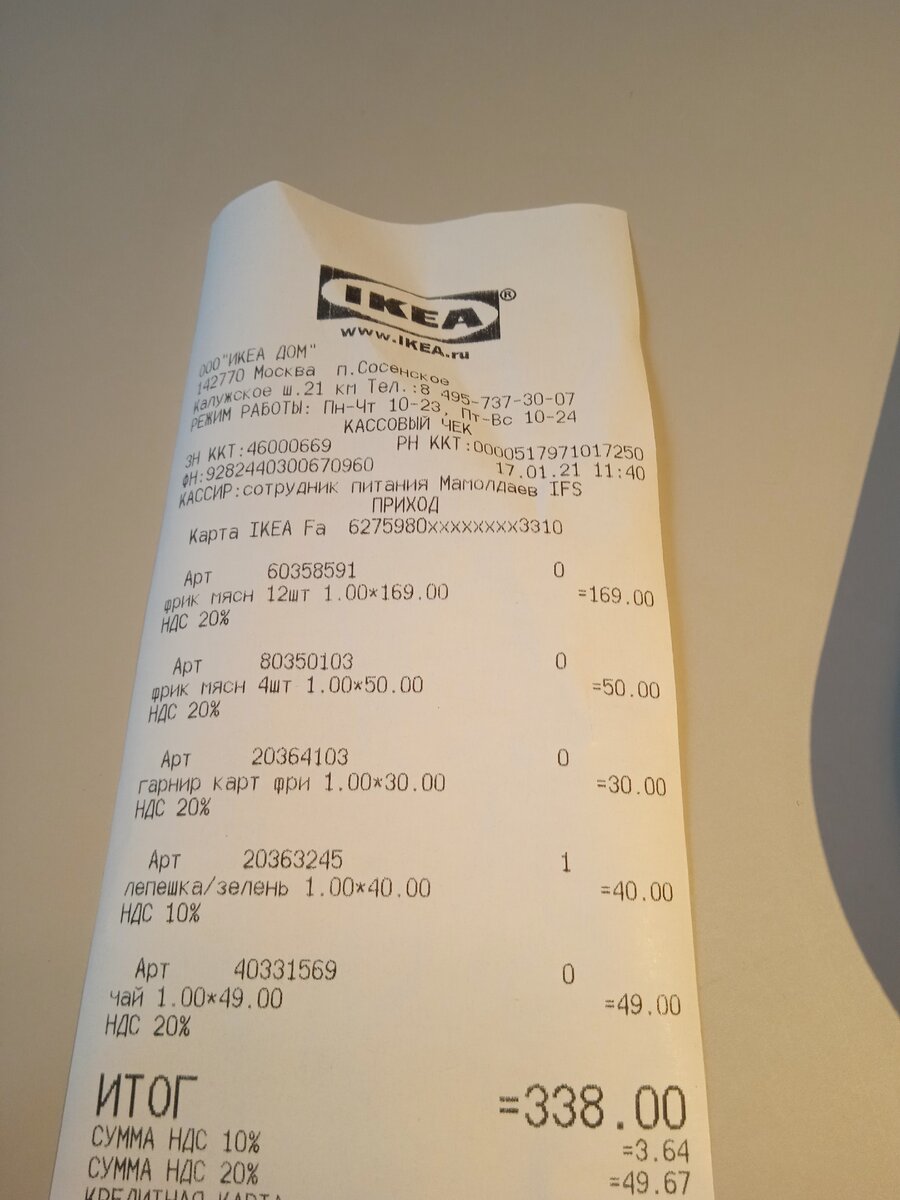 IKEA®
www.IKEA.ru
ООО"ИКЕА ДОМ"
142770 Москва п.Сосенское
Калужское ш.21 км Тел.:8 495-737-30-07
РЕЖИМ РАБОТЫ: Пн-Чт 10-23, Пт-Вс 10-24
КАССОВЫЙ ЧЕК
ЗН ККТ:46000669 РН ККТ:0000517971017250
ФН:9282440300670960 17.01.21 11:40
КАССИР:сотрудник питания Мамолдаев IFS
ПРИХОД
Карта IKEA Fa 6275980xxxxxxxx3310
Арт 60358591 0
фрик мясн 12шт 1.00*169.00 =169.00
НДС 20%
Арт 80350103 0
фрик мясн 4шт 1.00*50.00 =50.00
НДС 20%
Арт 20364103 0
гарнир карт фри 1.00*30.00 =30.00
НДС 20%
Арт 20363245 1
лепешка/зелень 1.00*40.00 =40.00
НДС 10%
Арт 40331569 0
чай 1.00*49.00 =49.00
НДС 20%
ИТОГ =338.00
СУММА НДС 10% =3.64
СУММА НДС 20% =49.67
КРЕДИТНАЯ КАРТА